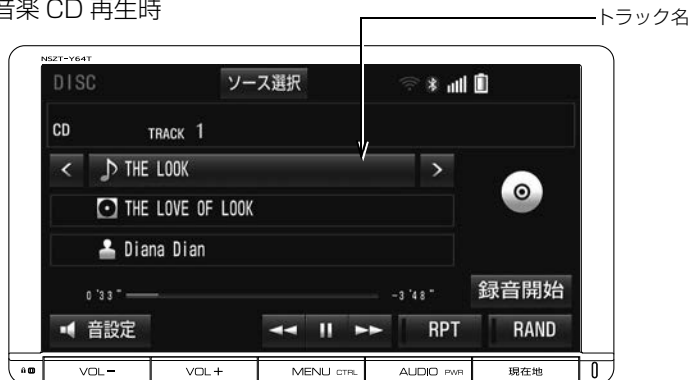 音楽 CD 再生時
トラック名
NSZT-Y64T
DISC
ソース選択
CD TRACK 1
< THE LOOK >
THE LOVE OF LOOK
Diana Dian
0'33" -3'48"
録音開始
音設定 RPT RAND
VOL− VOL+ MENU CTRL AUDIO PWR 現在地